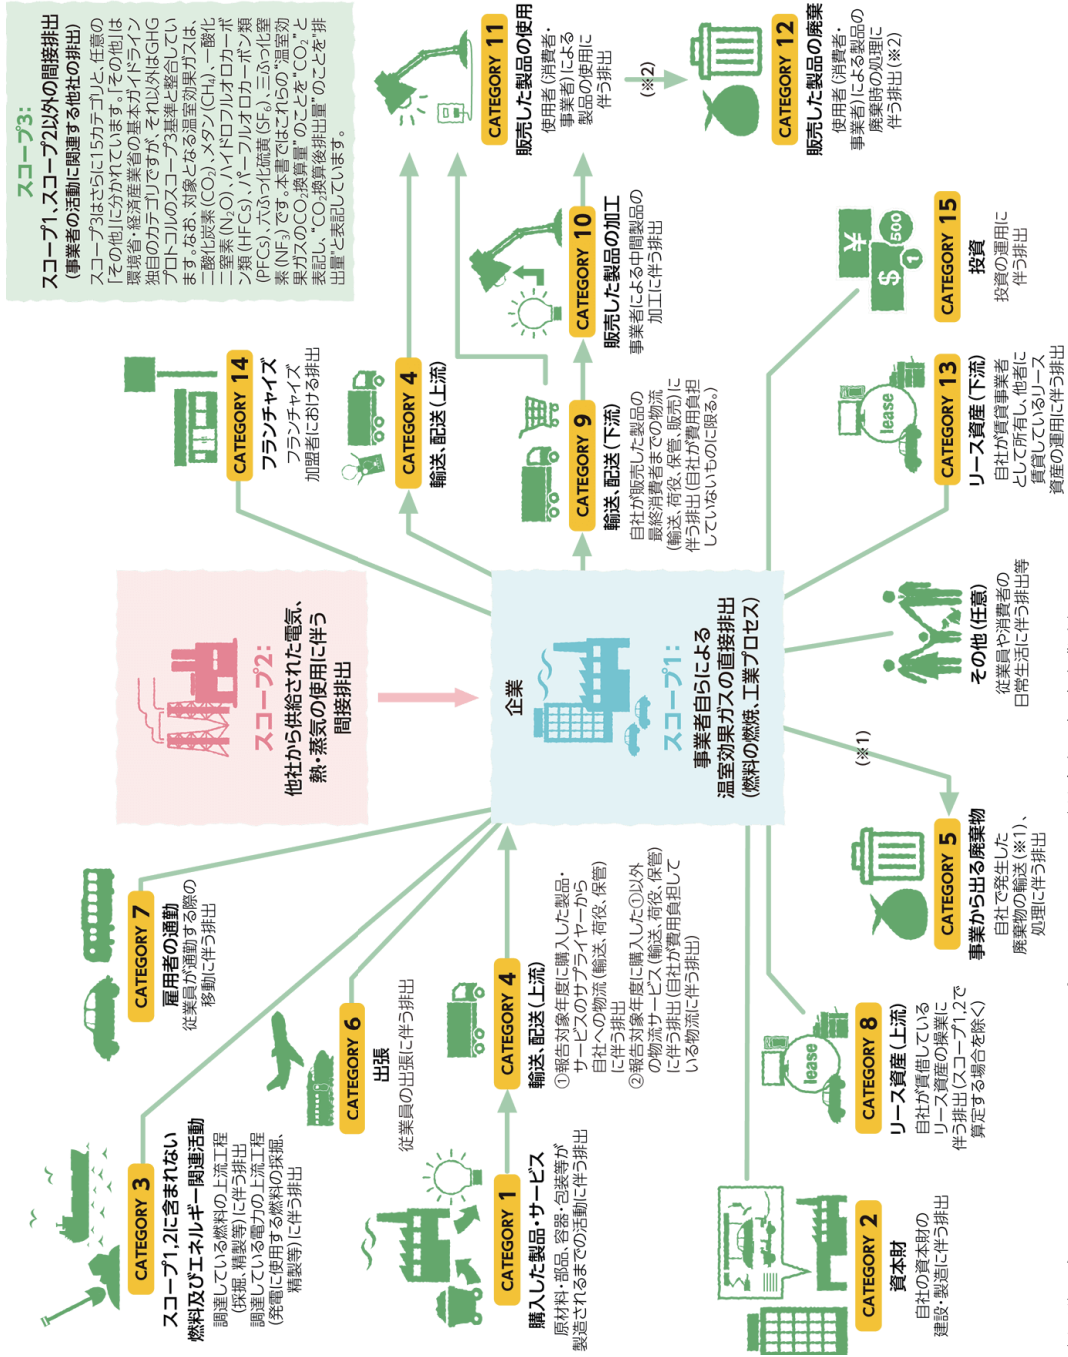 スコープ3:
スコープ1、スコープ2以外の間接排出
(事業者の活動に関連する他社の排出)
スコープ3はさらに15カテゴリと、任意の
「その他」に分かれています。「その他」は
環境省・経済産業省の基本ガイドライン
独自のカテゴリですが、それ以外はGHG
プロトコルのスコープ3基準と整合してい
ます。なお、対象となる温室効果ガスは、
二酸化炭素(CO₂)、メタン(CH₄)、一酸化
二窒素(N₂O)、ハイドロフルオロカーボ
ン類(HFCs)、パーフルオロカーボン類
(PFCs)、六ふっ化硫黄(SF₆)、三ふっ化窒
素(NF₃)です。本書ではこれらの“温室効
果ガスのCO₂換算量”のことを“CO₂”と
表記し、“CO₂換算後排出量”のことを“排
出量”と表記しています。
CATEGORY 3
スコープ1,2に含まれない
燃料及びエネルギー関連活動
調達している燃料の上流工程
(採掘、精製等)に伴う排出
調達している電力の上流工程
(発電に使用する燃料の採掘、
精製等)に伴う排出
CATEGORY 7
雇用者の通勤
従業員が通勤する際の
移動に伴う排出
CATEGORY 6
出張
従業員の出張に伴う排出
スコープ2:
他社から供給された電気、
熱・蒸気の使用に伴う
間接排出
CATEGORY 14
フランチャイズ
フランチャイズ
加盟者における排出
CATEGORY 4
輸送、配送(上流)
CATEGORY 1
購入した製品・サービス
原材料・部品、容器・包装等が
製造されるまでの活動に伴う排出
CATEGORY 4
輸送、配送(上流)
①報告対象年度に購入した製品・
サービスのサプライヤーから
自社への物流(輸送、荷役、保管)
に伴う排出
②報告対象年度に購入した①以外
の物流サービス(輸送、荷役、保管)
に伴う排出(自社が費用負担して
いる物流に伴う排出)
企業
スコープ1:
事業者自らによる
温室効果ガスの直接排出
(燃料の燃焼、工業プロセス)
CATEGORY 9
輸送、配送(下流)
自社が販売した製品の
最終消費者までの物流
(輸送、荷役、保管、販売)に
伴う排出(自社が費用負担
していないものに限る。)
CATEGORY 10
販売した製品の加工
事業者による中間製品の
加工に伴う排出
CATEGORY 11
販売した製品の使用
使用者(消費者・
事業者)による
製品の使用に
伴う排出
(※2)
CATEGORY 12
販売した製品の廃棄
使用者(消費者・
事業者)による製品の
廃棄時の処理に
伴う排出(※2)
CATEGORY 2
資本財
自社の資本財の
建設・製造に伴う排出
lease
CATEGORY 8
リース資産(上流)
自社が賃借している
リース資産の操業に
伴う排出(スコープ1,2で
算定する場合を除く)
(※1)
CATEGORY 5
事業から出る廃棄物
自社で発生した
廃棄物の輸送(※1)、
処理に伴う排出
その他(任意)
従業員や消費者の
日常生活に伴う排出等
lease
CATEGORY 13
リース資産(下流)
自社が賃貸事業者
として所有し、他者に
賃貸しているリース
資産の運用に伴う排出
¥
$
500
1
CATEGORY 15
投資
投資の運用に
伴う排出